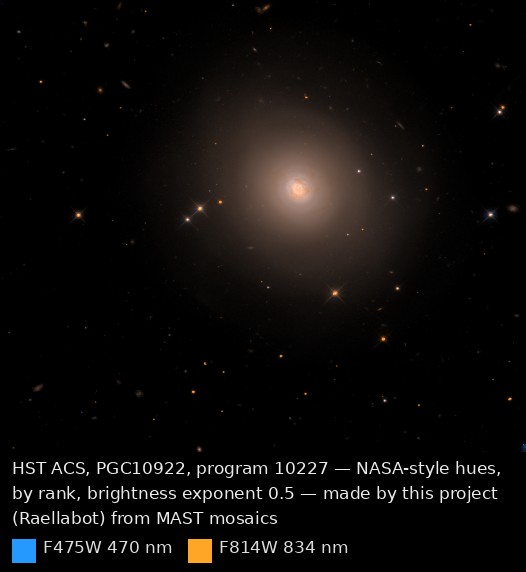 HST ACS, PGC10922, program 10227 — NASA-style hues,
by rank, brightness exponent 0.5 — made by this project
(Raellabot) from MAST mosaics
F475W 470 nm F814W 834 nm